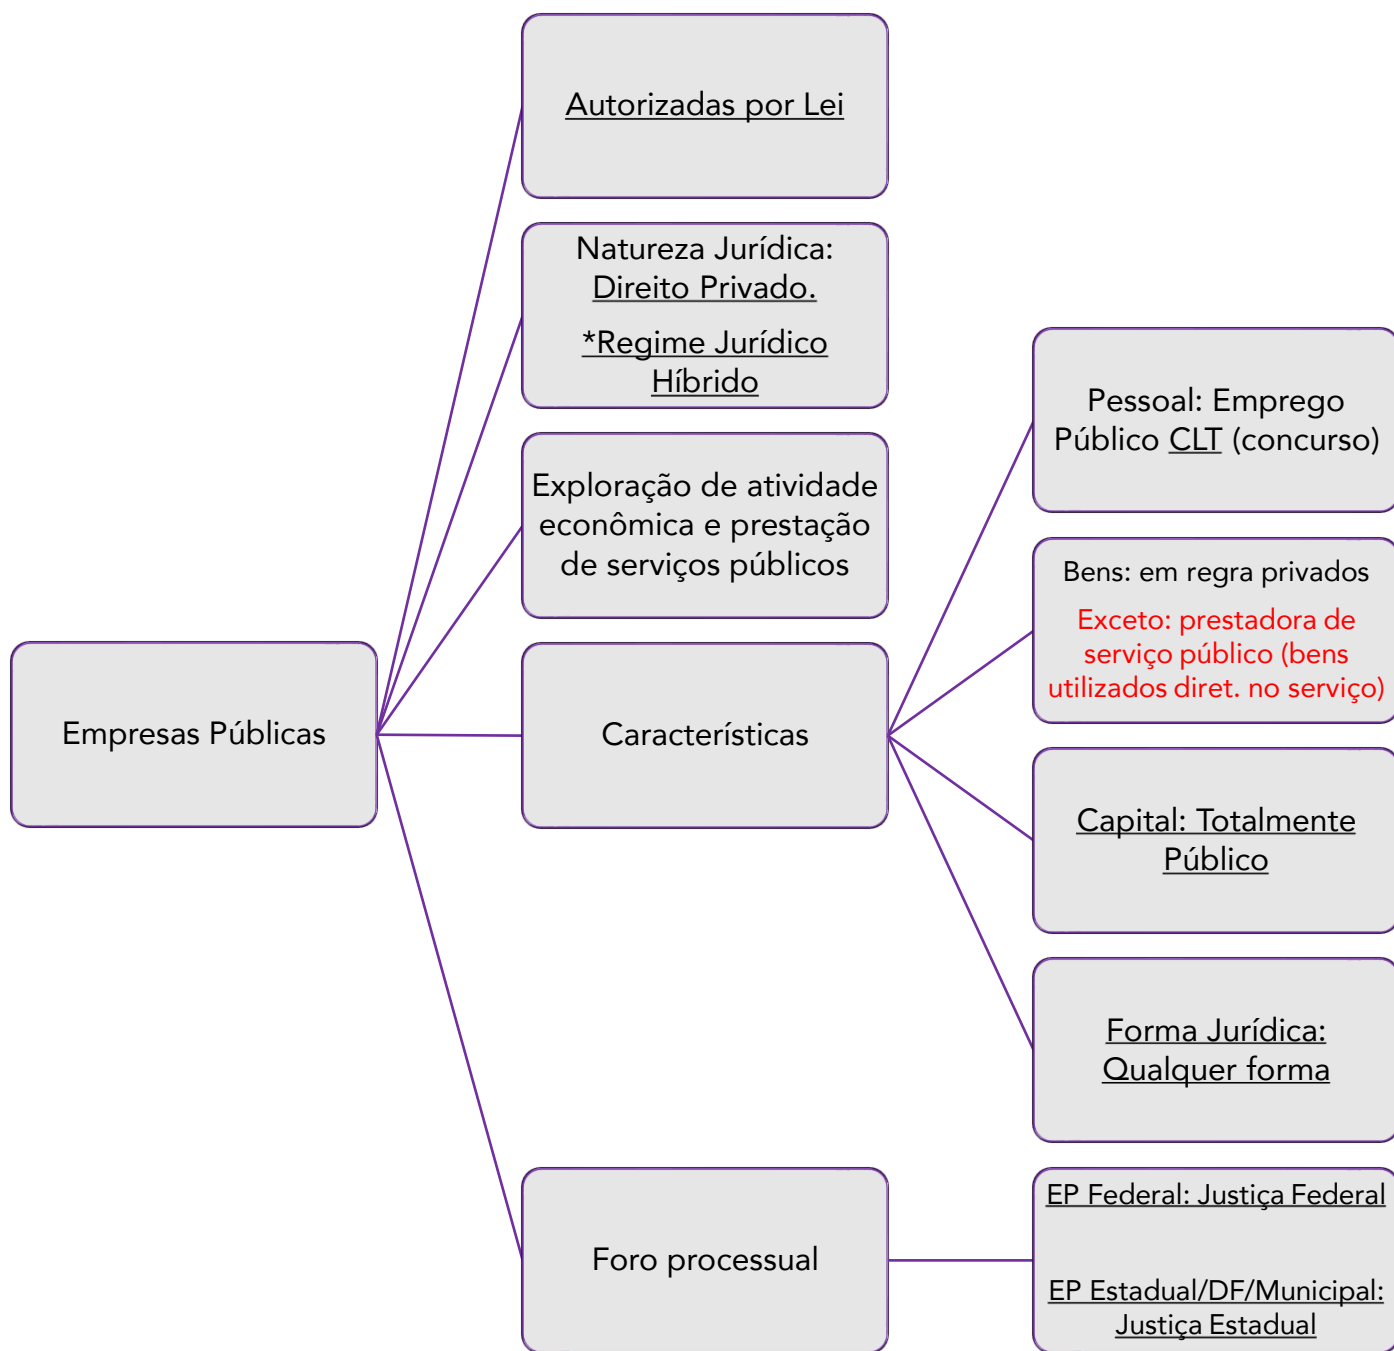 Autorizadas por Lei
Natureza Jurídica:
Direito Privado.
*Regime Jurídico
Híbrido
Exploração de atividade
econômica e prestação
de serviços públicos
Empresas Públicas
Características
Pessoal: Emprego
Público CLT (concurso)
Bens: em regra privados
Exceto: prestadora de
serviço público (bens
utilizados diret. no serviço)
Capital: Totalmente
Público
Forma Jurídica:
Qualquer forma
Foro processual
EP Federal: Justiça Federal
EP Estadual/DF/Municipal:
Justiça Estadual